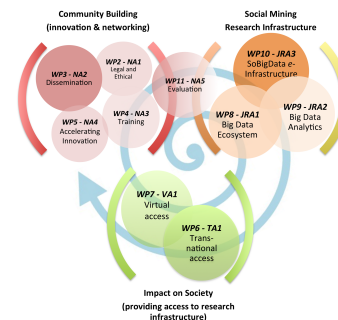 Community Building
(innovation & networking)
Social Mining
Research Infrastructure
WP2 - NA1
Legal and
Ethical
WP3 - NA2
Dissemination
WP11 - NA5
Evaluation
WP10 - JRA3
SoBigData e-
Infrastructure
WP4 - NA3
Training
WP5 - NA4
Accelerating
Innovation
WP8 - JRA1
Big Data
Ecosystem
WP9 - JRA2
Big Data
Analytics
WP7 - VA1
Virtual
access
WP6 - TA1
Trans-
national
access
Impact on Society
(providing access to research
infrastructure)